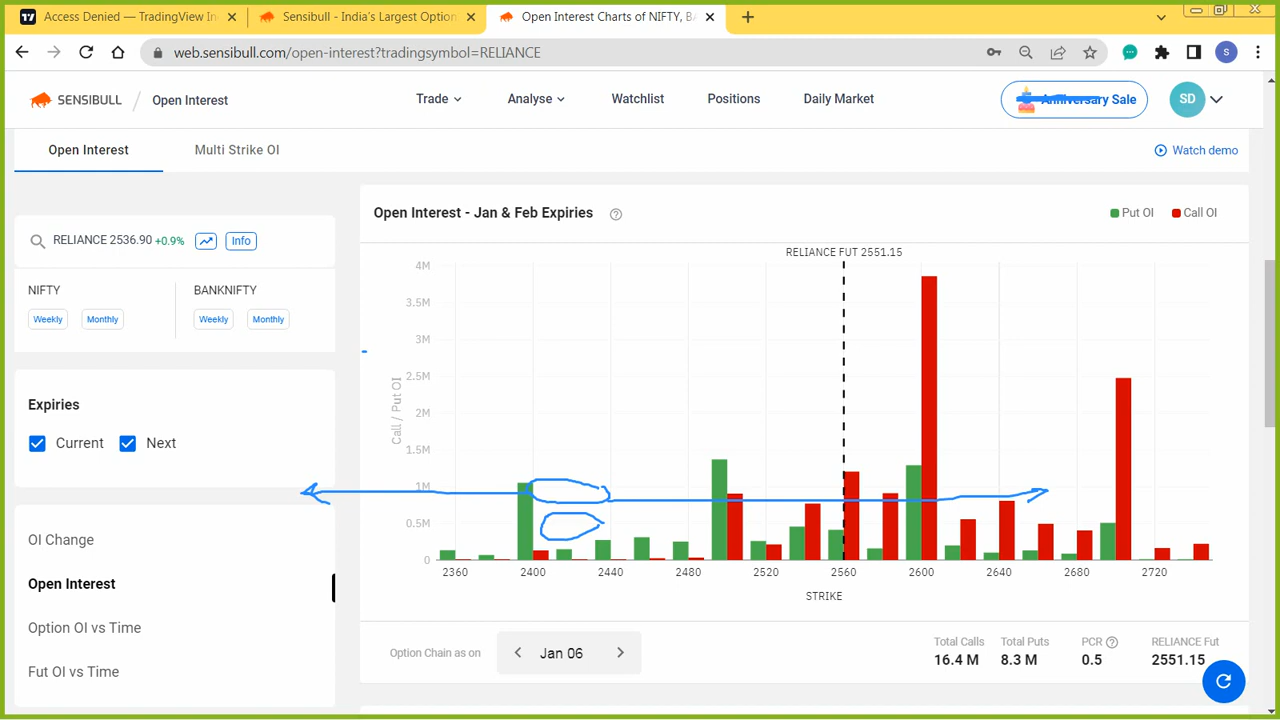 Access Denied — TradingView In
Sensibull - India's Largest Option
Open Interest Charts of NIFTY, BA
web.sensibull.com/open-interest?tradingsymbol=RELIANCE
S
SENSIBULL / Open Interest
Trade
Analyse
Watchlist
Positions
Daily Market
Anniversary Sale
SD
Open Interest
Multi Strike OI
Watch demo
RELIANCE 2536.90 +0.9%
Info
NIFTY
BANKNIFTY
Weekly
Monthly
Weekly
Monthly
Expiries
Current
Next
OI Change
Open Interest
Option OI vs Time
Fut OI vs Time
Open Interest - Jan & Feb Expiries
Put OI
Call OI
RELIANCE FUT 2551.15
Call / Put OI
4M
3.5M
3M
2.5M
2M
1.5M
1M
0.5M
0
2360
2400
2440
2480
2520
2560
2600
2640
2680
2720
STRIKE
Option Chain as on
Jan 06
Total Calls
16.4 M
Total Puts
8.3 M
PCR
0.5
RELIANCE Fut
2551.15